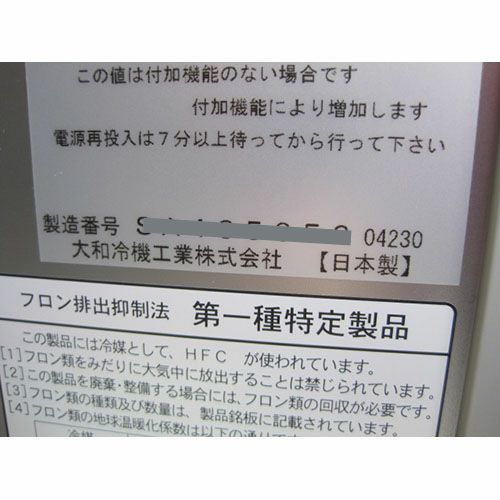 この値は付加機能のない場合です
付加機能により増加します
電源再投入は7分以上待ってから行って下さい
製造番号 04230
大和冷機工業株式会社 【日本製】
フロン排出抑制法 第一種特定製品
この製品には冷媒として、HFC が使われています。
[1]フロン類をみだりに大気中に放出することは禁じられています。
[2]この製品を廃棄・整備する場合には、フロン類の回収が必要です。
[3]フロン類の種類及び数量は、製品銘板に記載されています。
[4]フロン類の地球温暖化係数は以下の通りです。
冷媒